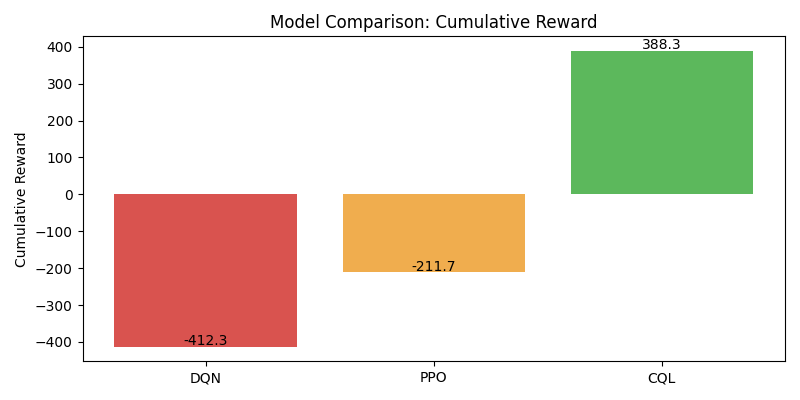 Model Comparison: Cumulative Reward
Cumulative Reward
400
300
200
100
0
−100
−200
−300
−400
388.3
-211.7
-412.3
DQN
PPO
CQL